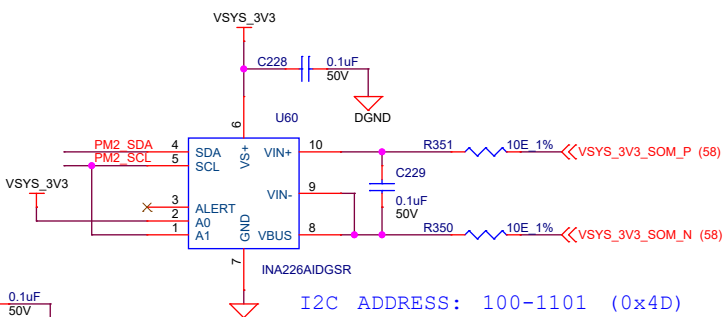 VSYS_3V3
C228
0.1uF
50V
DGND
U60
PM2_SDA 4 SDA VS+ 6 VIN+ 10 R351 10E_1% VSYS_3V3_SOM_P (58)
PM2_SCL 5 SCL
C229
VSYS_3V3
VIN- 9
0.1uF
50V
3 ALERT
2 A0
1 A1 GND 7 VBUS 8 R350 10E_1% VSYS_3V3_SOM_N (58)
INA226AIDGSR
0.1uF
50V
I2C ADDRESS: 100-1101 (0x4D)